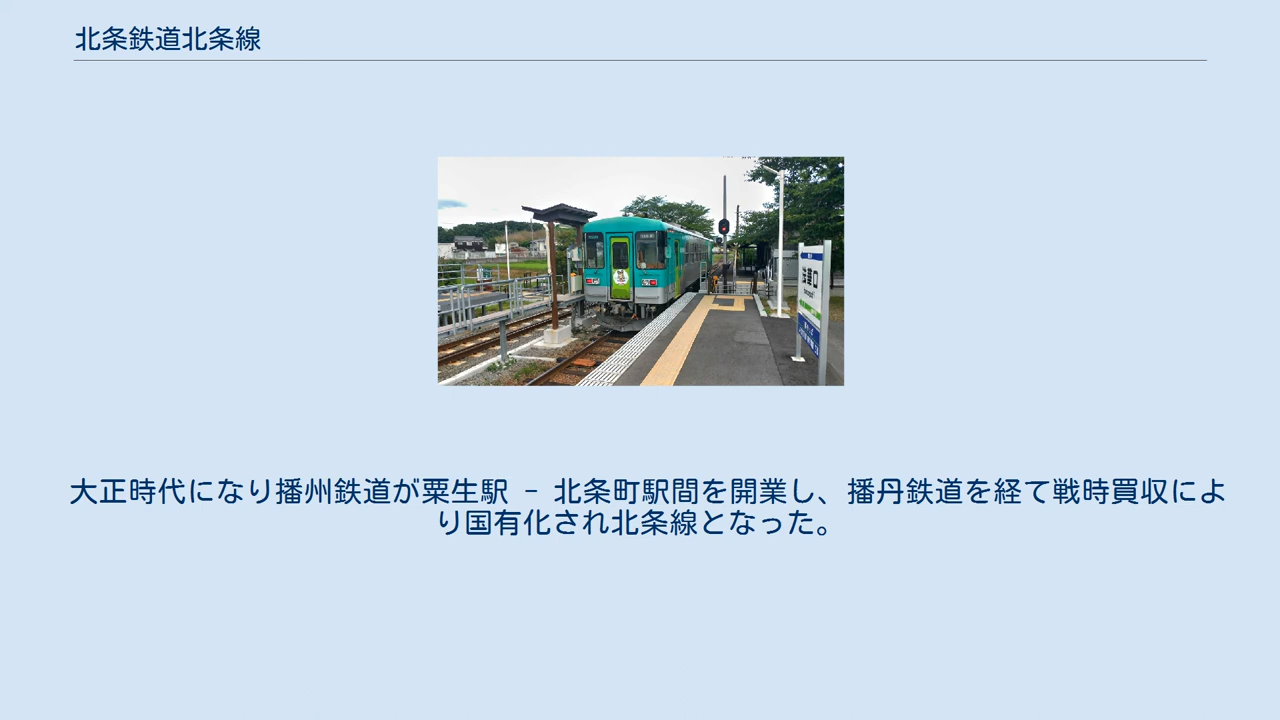 北条鉄道北条線
法華口
大正時代になり播州鉄道が粟生駅 - 北条町駅間を開業し、播丹鉄道を経て戦時買収によ
り国有化され北条線となった。